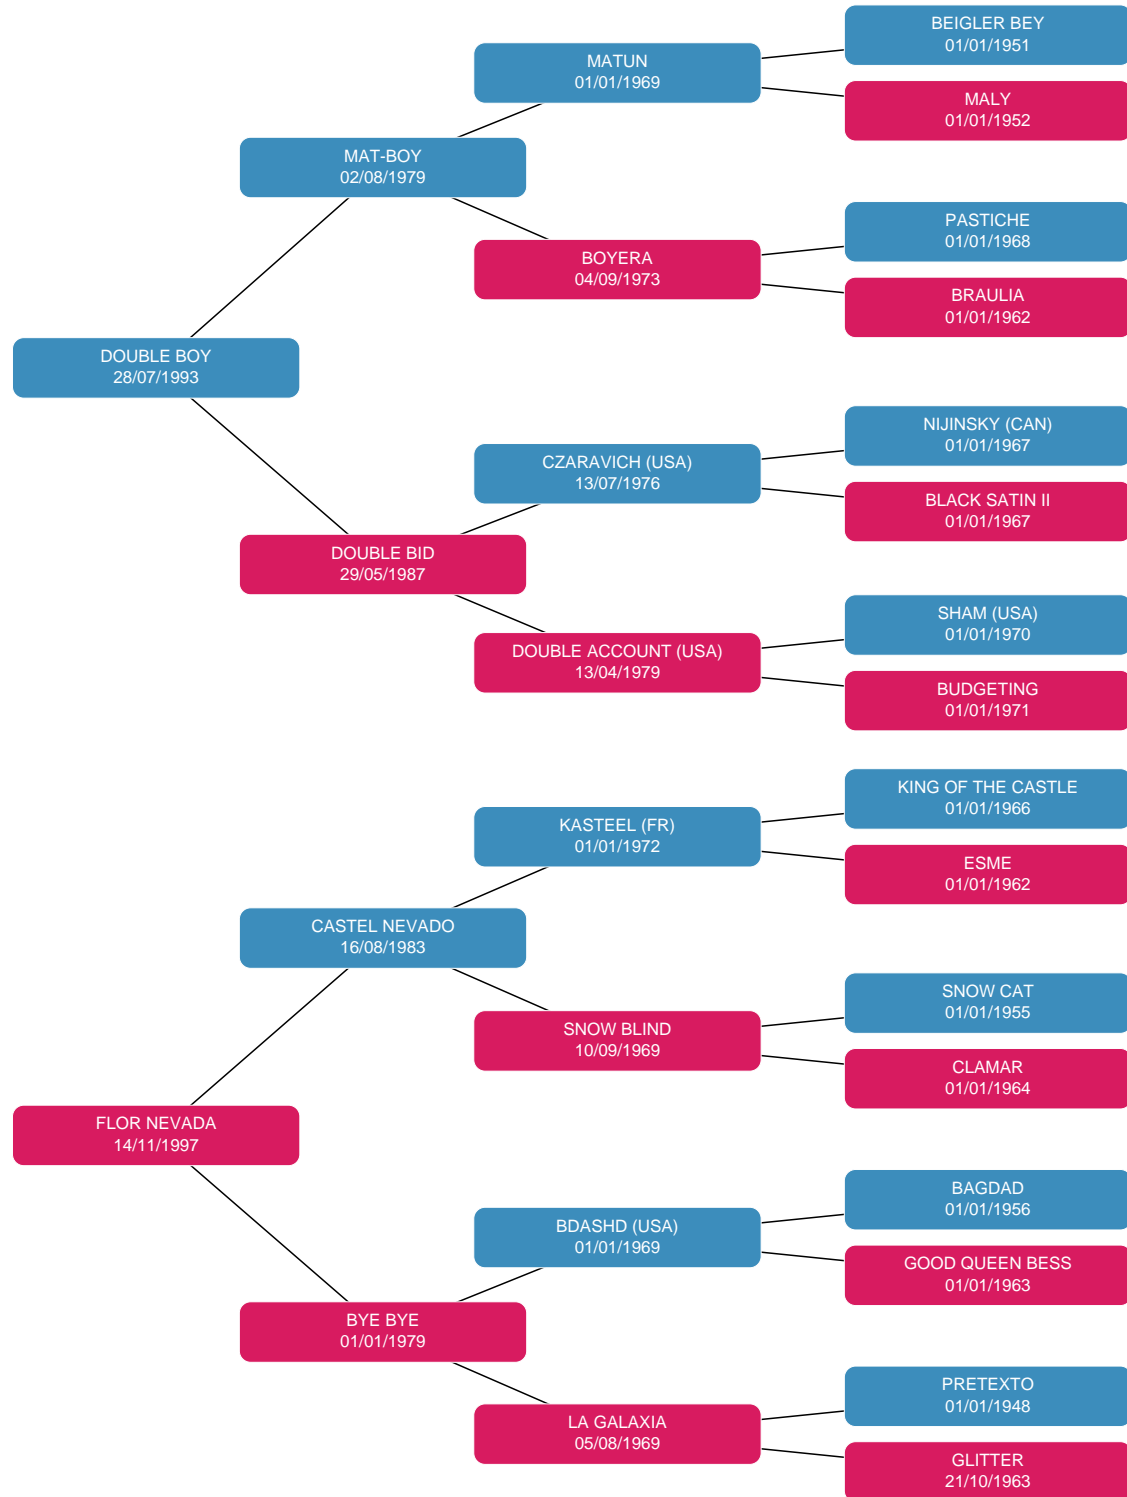 BEIGLER BEY
01/01/1951
MATUN
01/01/1969
MALY
01/01/1952
MAT-BOY
02/08/1979
PASTICHE
01/01/1968
BOYERA
04/09/1973
BRAULIA
01/01/1962
DOUBLE BOY
28/07/1993
NIJINSKY (CAN)
01/01/1967
CZARAVICH (USA)
13/07/1976
BLACK SATIN II
01/01/1967
DOUBLE BID
29/05/1987
SHAM (USA)
01/01/1970
DOUBLE ACCOUNT (USA)
13/04/1979
BUDGETING
01/01/1971
KING OF THE CASTLE
01/01/1966
KASTEEL (FR)
01/01/1972
ESME
01/01/1962
CASTEL NEVADO
16/08/1983
SNOW CAT
01/01/1955
SNOW BLIND
10/09/1969
CLAMAR
01/01/1964
FLOR NEVADA
14/11/1997
BAGDAD
01/01/1956
BDASHD (USA)
01/01/1969
GOOD QUEEN BESS
01/01/1963
BYE BYE
01/01/1979
PRETEXTO
01/01/1948
LA GALAXIA
05/08/1969
GLITTER
21/10/1963